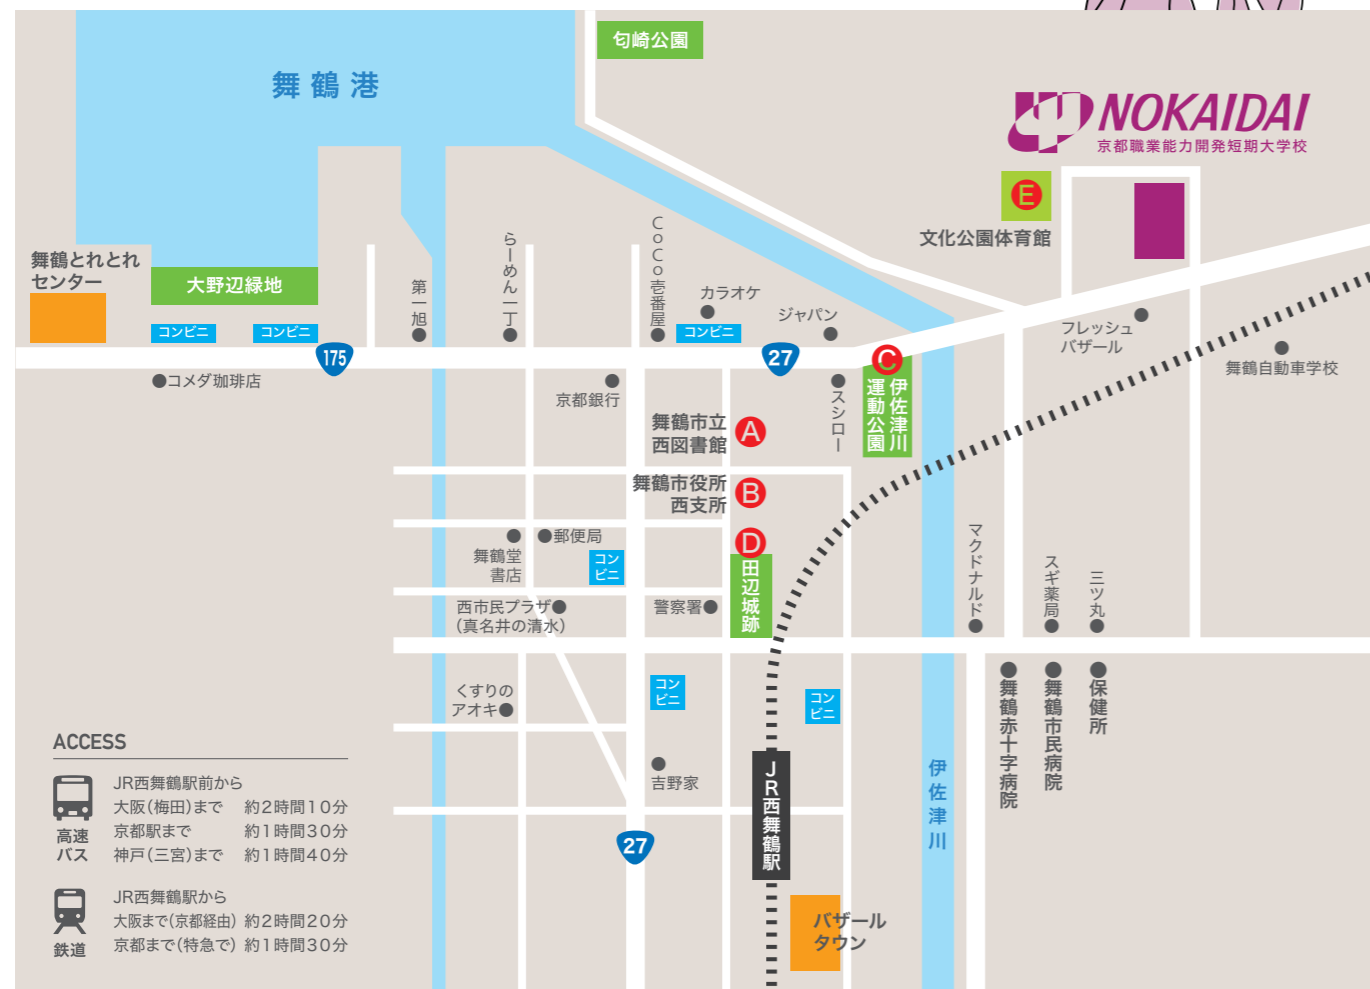 匂崎公園
舞鶴港
NOKAIDAI
京都職業能力開発短期大学校
E
文化公園体育館
舞鶴とれとれ
センター
大野辺緑地
コンビニ
コンビニ
第一旭
らーめん一丁
CoCo壱番屋
カラオケ
コンビニ
ジャパン
フレッシュ
バザール
舞鶴自動車学校
175
27
C
伊佐津川
運動公園
コメダ珈琲店
京都銀行
スシロー
舞鶴市立
西図書館
A
舞鶴市役所
西支所
B
D
田辺城跡
郵便局
舞鶴堂
書店
コン
ビニ
西市民プラザ
(真名井の清水)
警察署
マクドナルド
スギ薬局
三ツ丸
舞鶴赤十字病院
舞鶴市民病院
保健所
くすりの
アオキ
コン
ビニ
コン
ビニ
吉野家
27
JR西舞鶴駅
伊佐津川
バザール
タウン
ACCESS
高速
バス
JR西舞鶴駅前から
大阪(梅田)まで 約2時間10分
京都駅まで 約1時間30分
神戸(三宮)まで 約1時間40分
鉄道
JR西舞鶴駅から
大阪まで(京都経由) 約2時間20分
京都まで(特急で) 約1時間30分